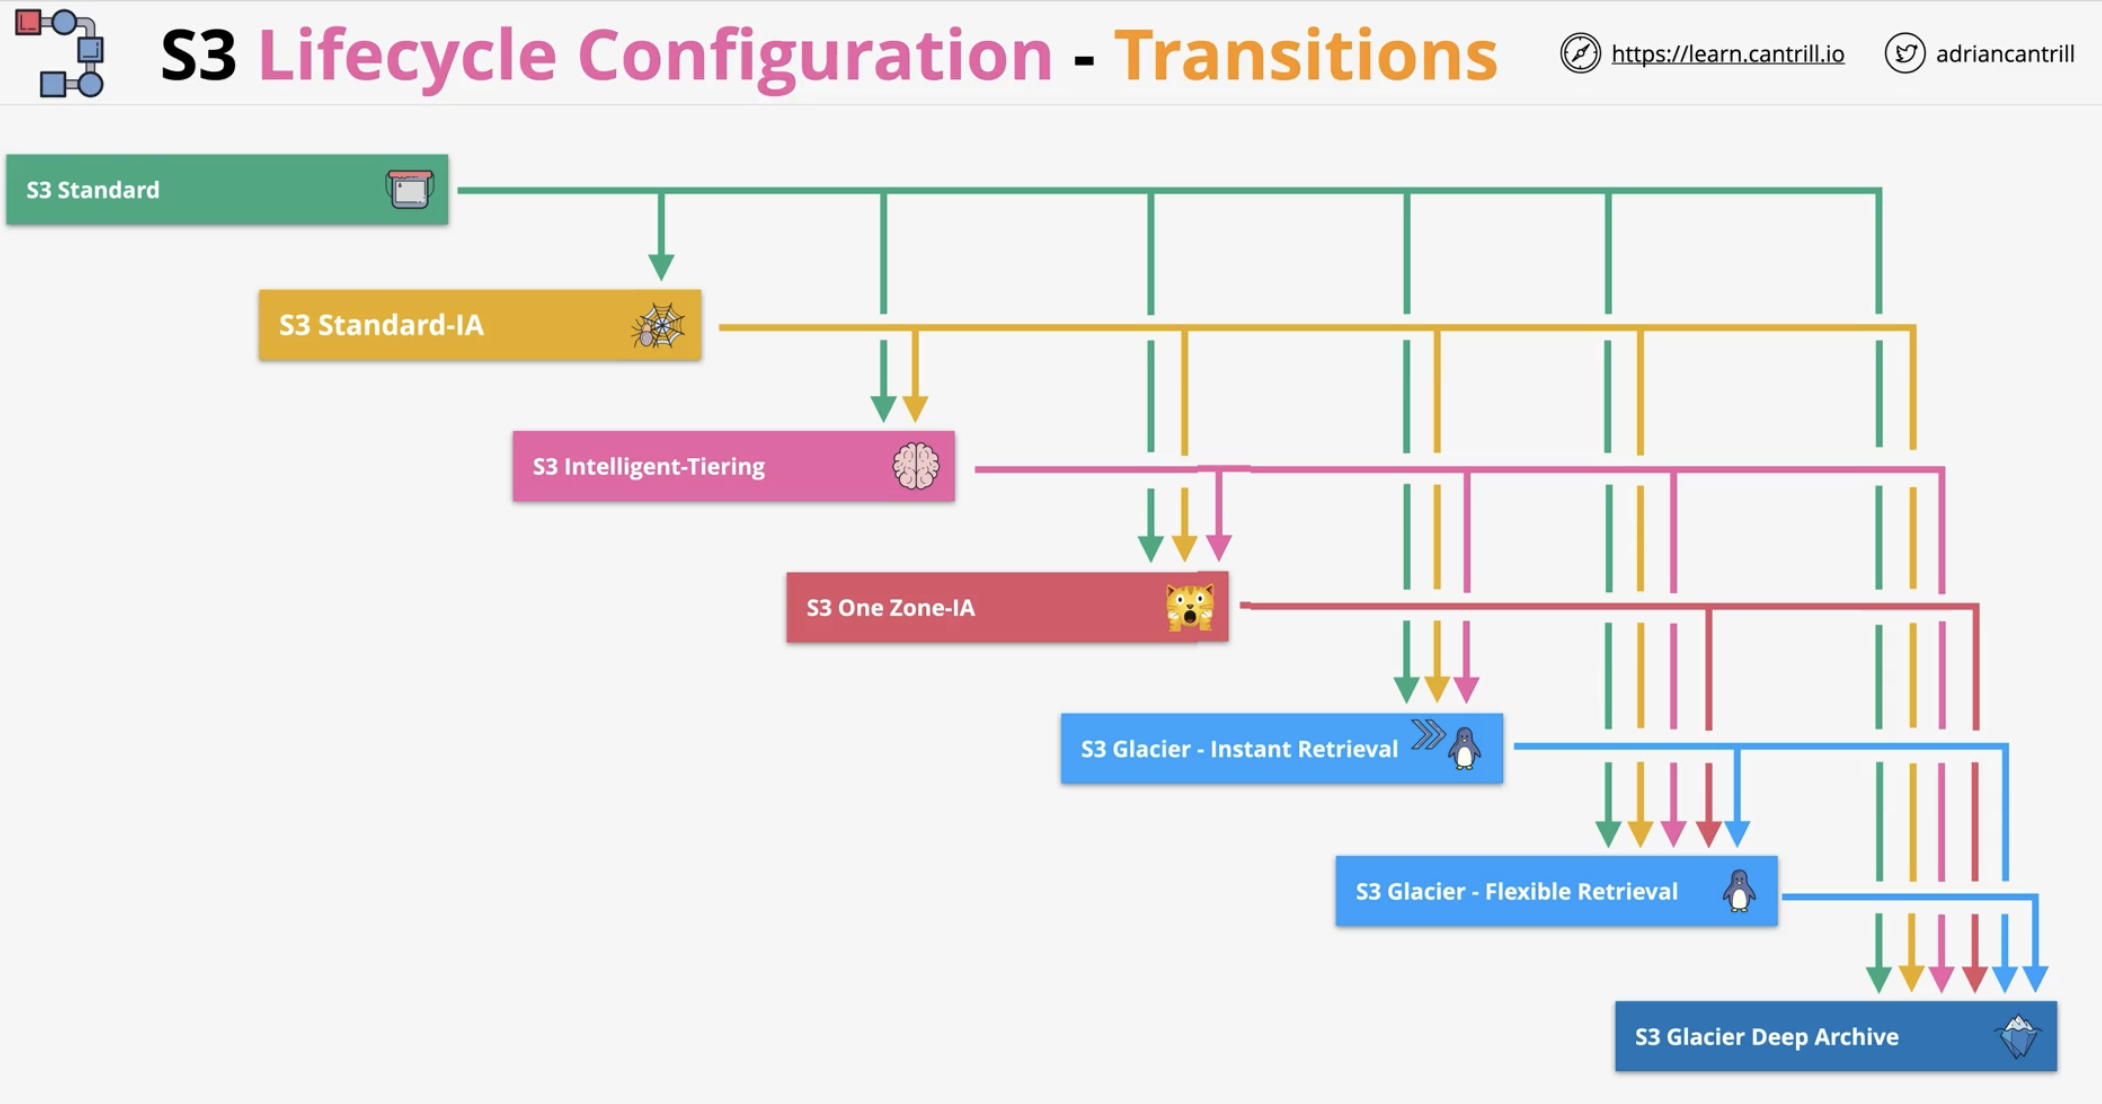 S3 Lifecycle Configuration - Transitions
https://learn.cantrill.io
adriancantrill
S3 Standard
S3 Standard-IA
S3 Intelligent-Tiering
S3 One Zone-IA
S3 Glacier - Instant Retrieval
S3 Glacier - Flexible Retrieval
S3 Glacier Deep Archive